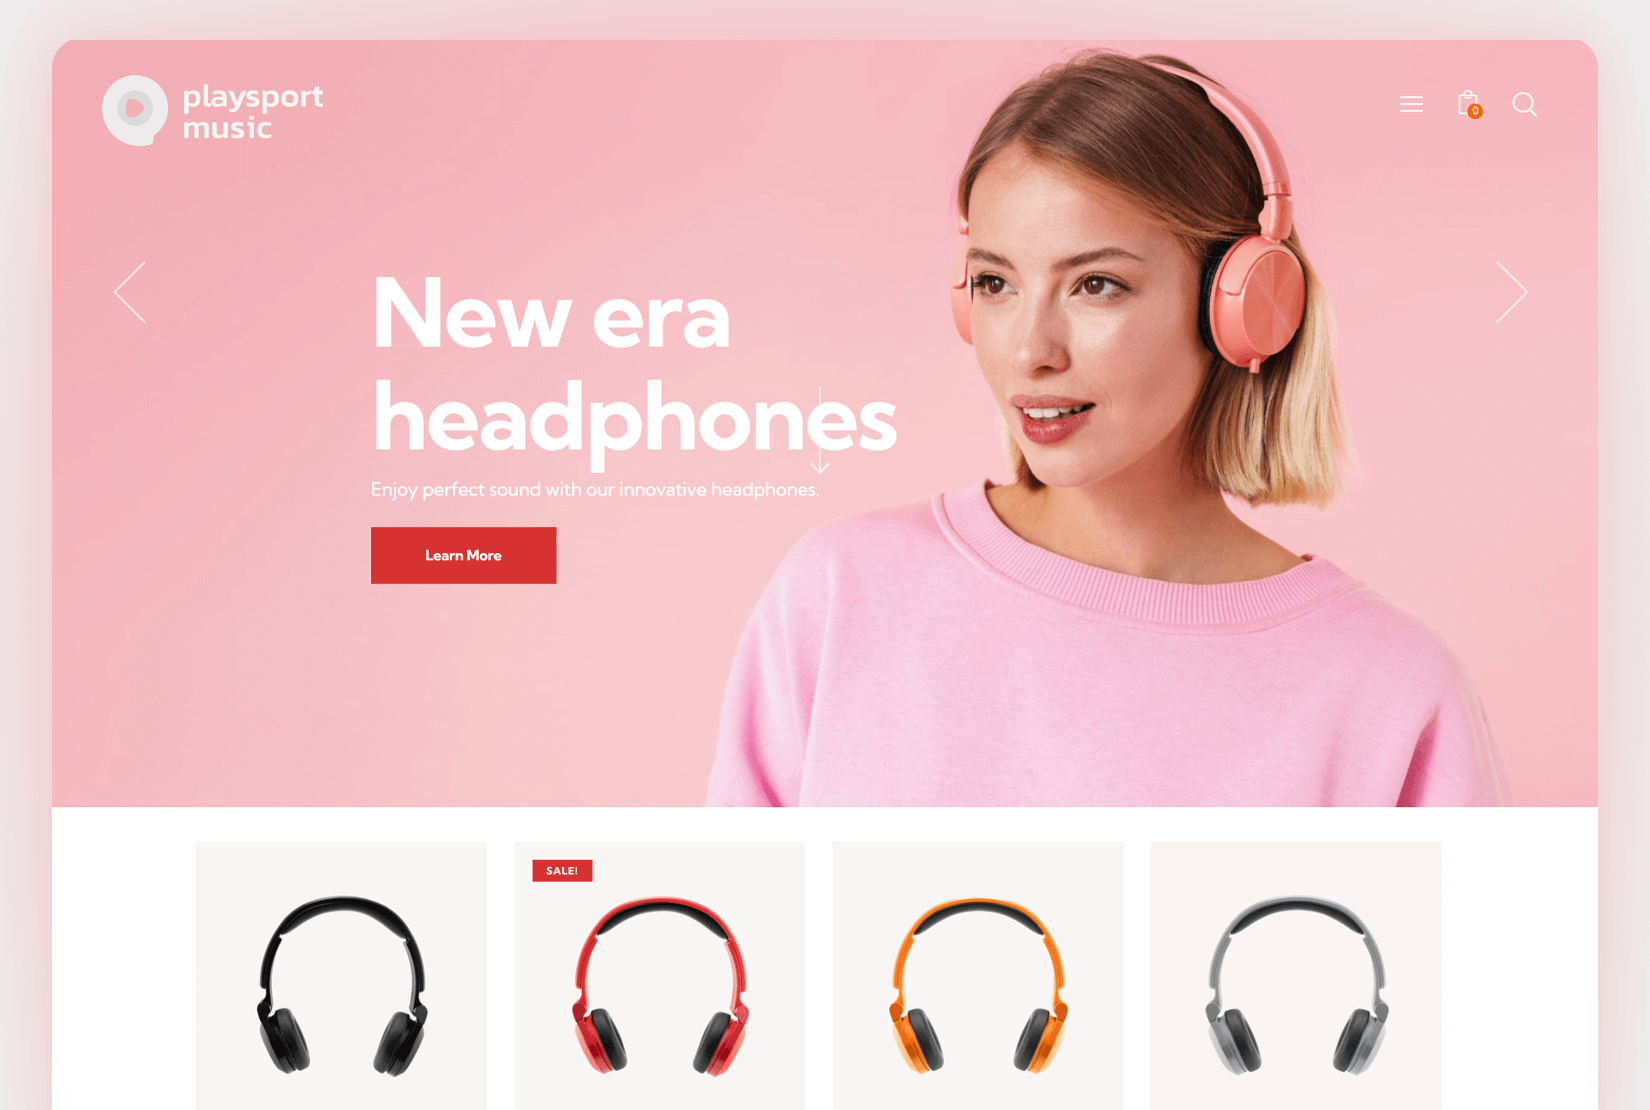 playsport
music
0
New era
headphones
Enjoy perfect sound with our innovative headphones.
Learn More
SALE!